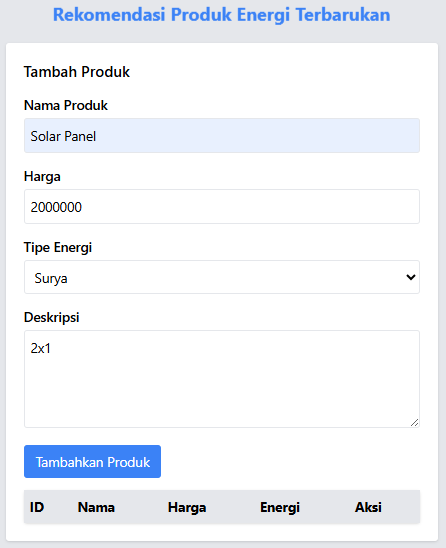 Rekomendasi Produk Energi Terbarukan
Tambah Produk
Nama Produk
Solar Panel
Harga
2000000
Tipe Energi
Surya
Deskripsi
2x1
Tambahkan Produk
ID Nama Harga Energi Aksi